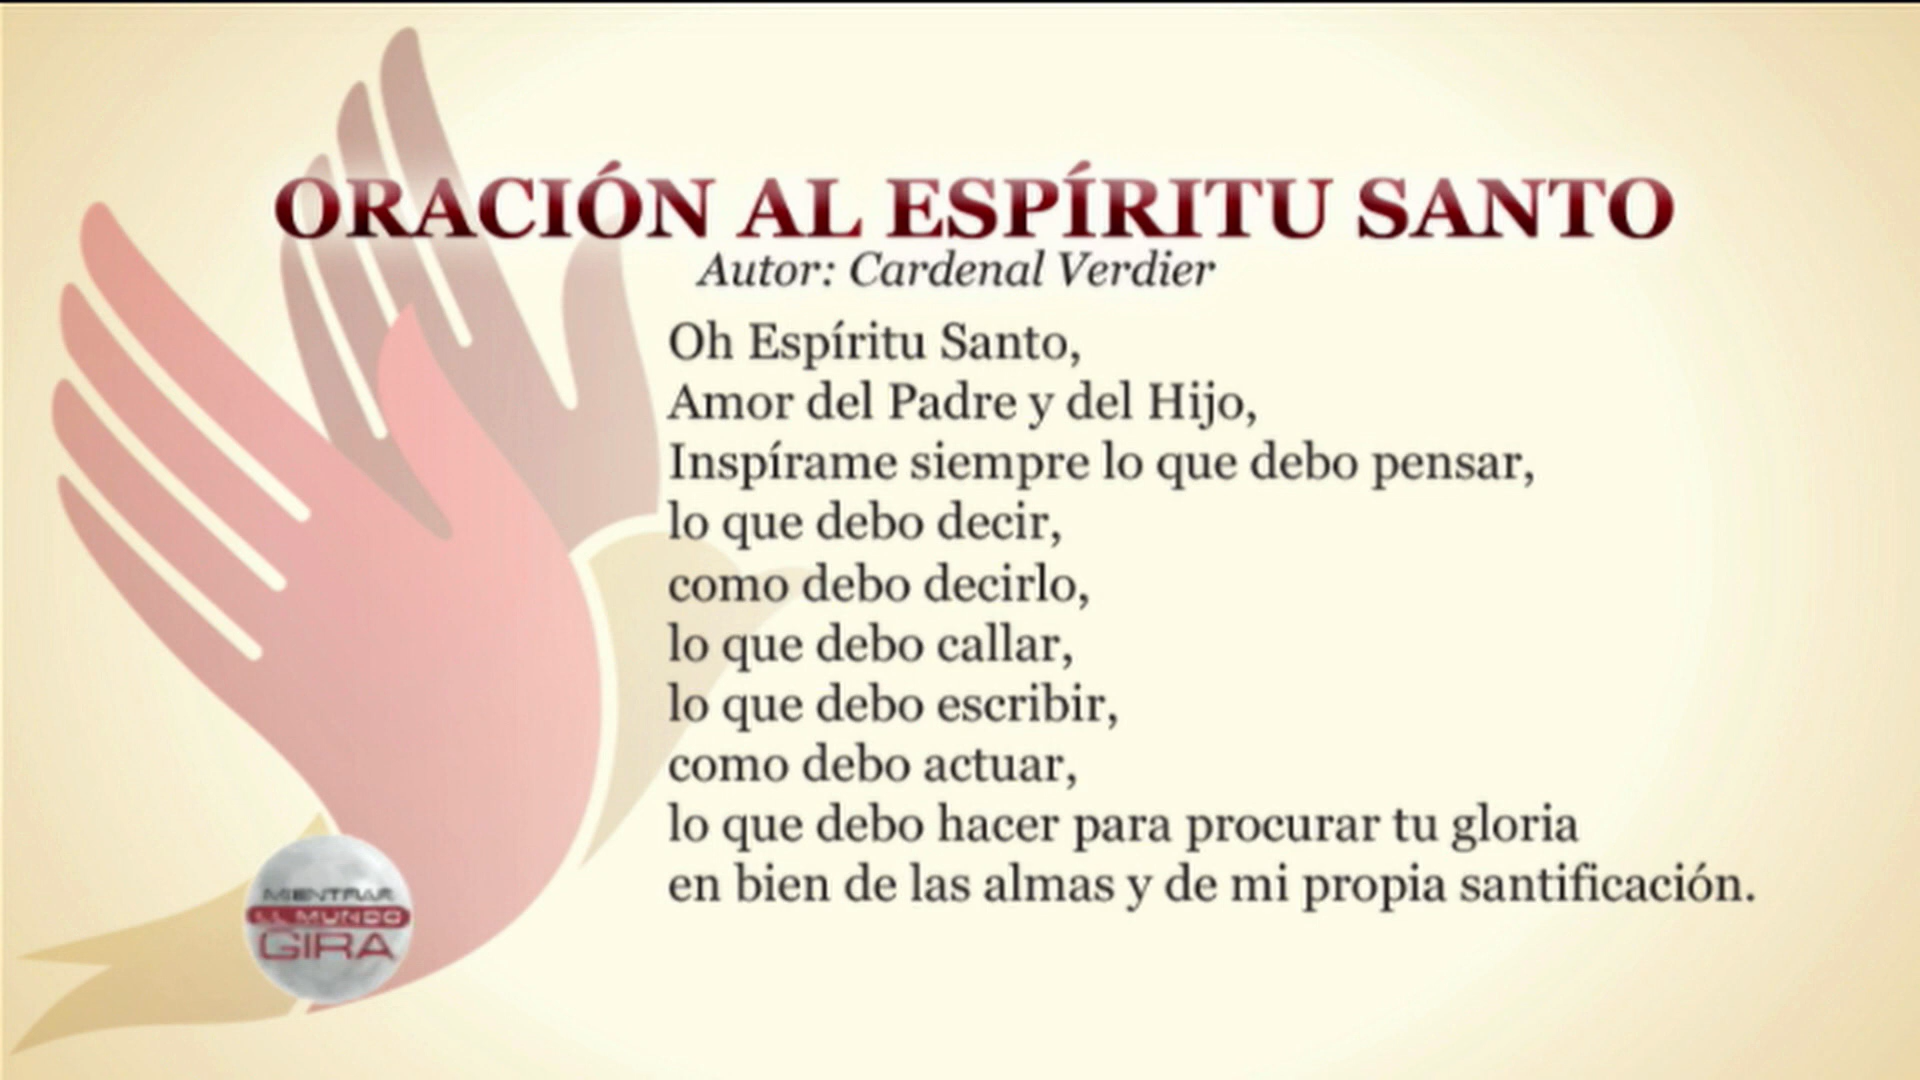 ORACIÓN AL ESPÍRITU SANTO
Autor: Cardenal Verdier
Oh Espíritu Santo,
Amor del Padre y del Hijo,
Inspírame siempre lo que debo pensar,
lo que debo decir,
como debo decirlo,
lo que debo callar,
lo que debo escribir,
como debo actuar,
lo que debo hacer para procurar tu gloria
en bien de las almas y de mi propia santificación.
MIENTRAS
EL MUNDO
GIRA